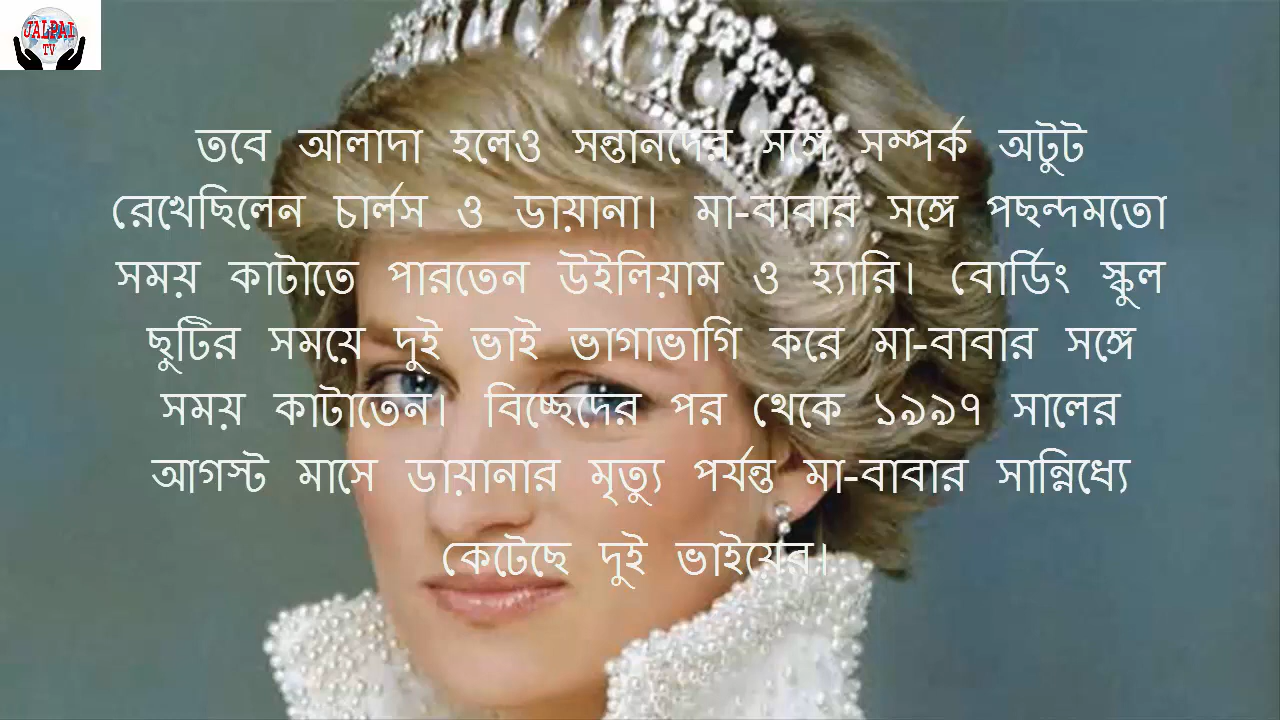 JALPAI
TV
তবে আলাদা হলেও সন্তানদের সঙ্গে সম্পর্ক অটুট
রেখেছিলেন চার্লস ও ডায়ানা। মা-বাবার সঙ্গে পছন্দমতো
সময় কাটাতে পারতেন উইলিয়াম ও হ্যারি। বোর্ডিং স্কুল
ছুটির সময়ে দুই ভাই ভাগাভাগি করে মা-বাবার সঙ্গে
সময় কাটাতেন। বিচ্ছেদের পর থেকে ১৯৯৭ সালের
আগস্ট মাসে ডায়ানার মৃত্যু পর্যন্ত মা-বাবার সান্নিধ্যে
কেটেছে দুই ভাইয়ের।